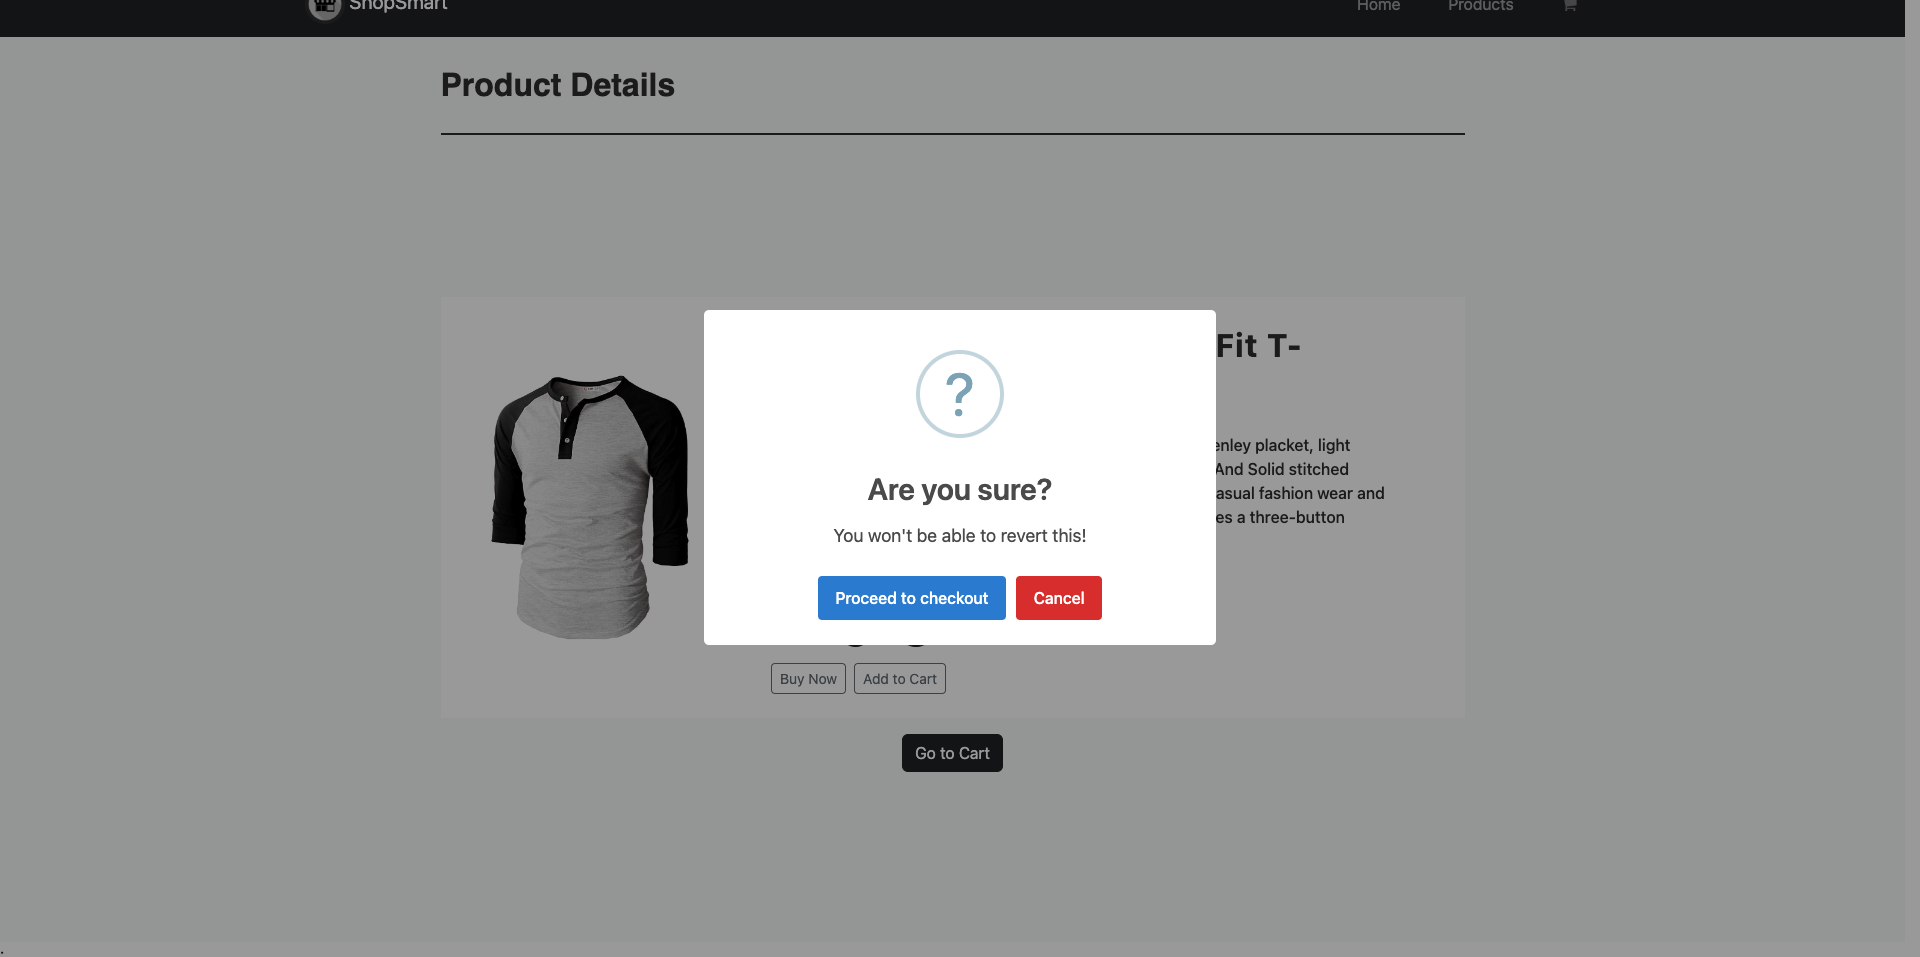 ShopSmart
Home
Products
Product Details
Fit T-
enley placket, light
And Solid stitched
asual fashion wear and
es a three-button
?
Are you sure?
You won't be able to revert this!
Proceed to checkout
Cancel
Buy Now
Add to Cart
Go to Cart
.